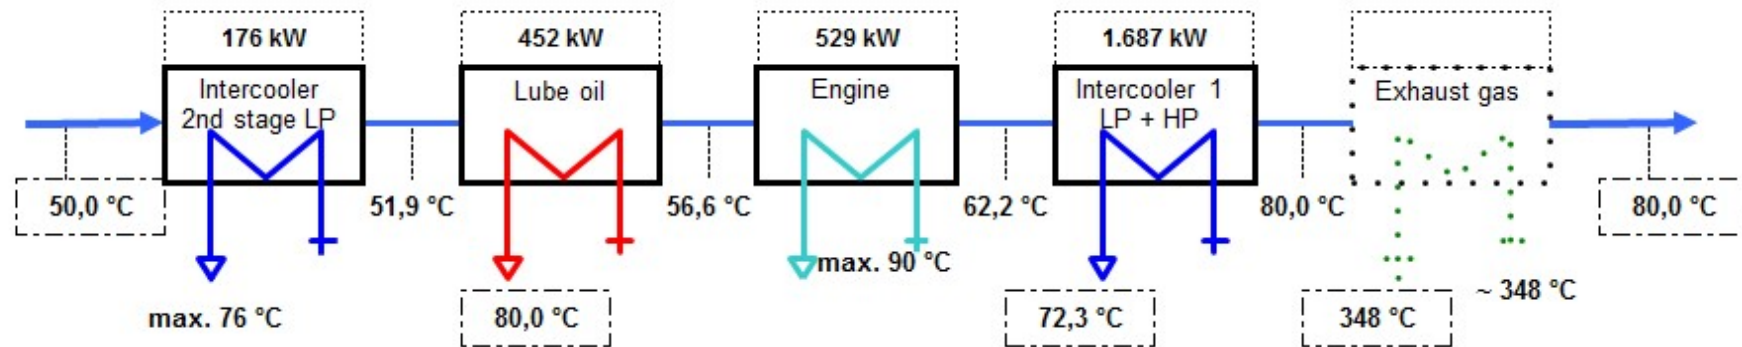 176 kW
452 kW
529 kW
1.687 kW
Intercooler
2nd stage LP
Lube oil
Engine
Intercooler 1
LP + HP
Exhaust gas
50,0 °C
51,9 °C
56,6 °C
62,2 °C
80,0 °C
80,0 °C
max. 76 °C
80,0 °C
max. 90 °C
72,3 °C
348 °C
~ 348 °C